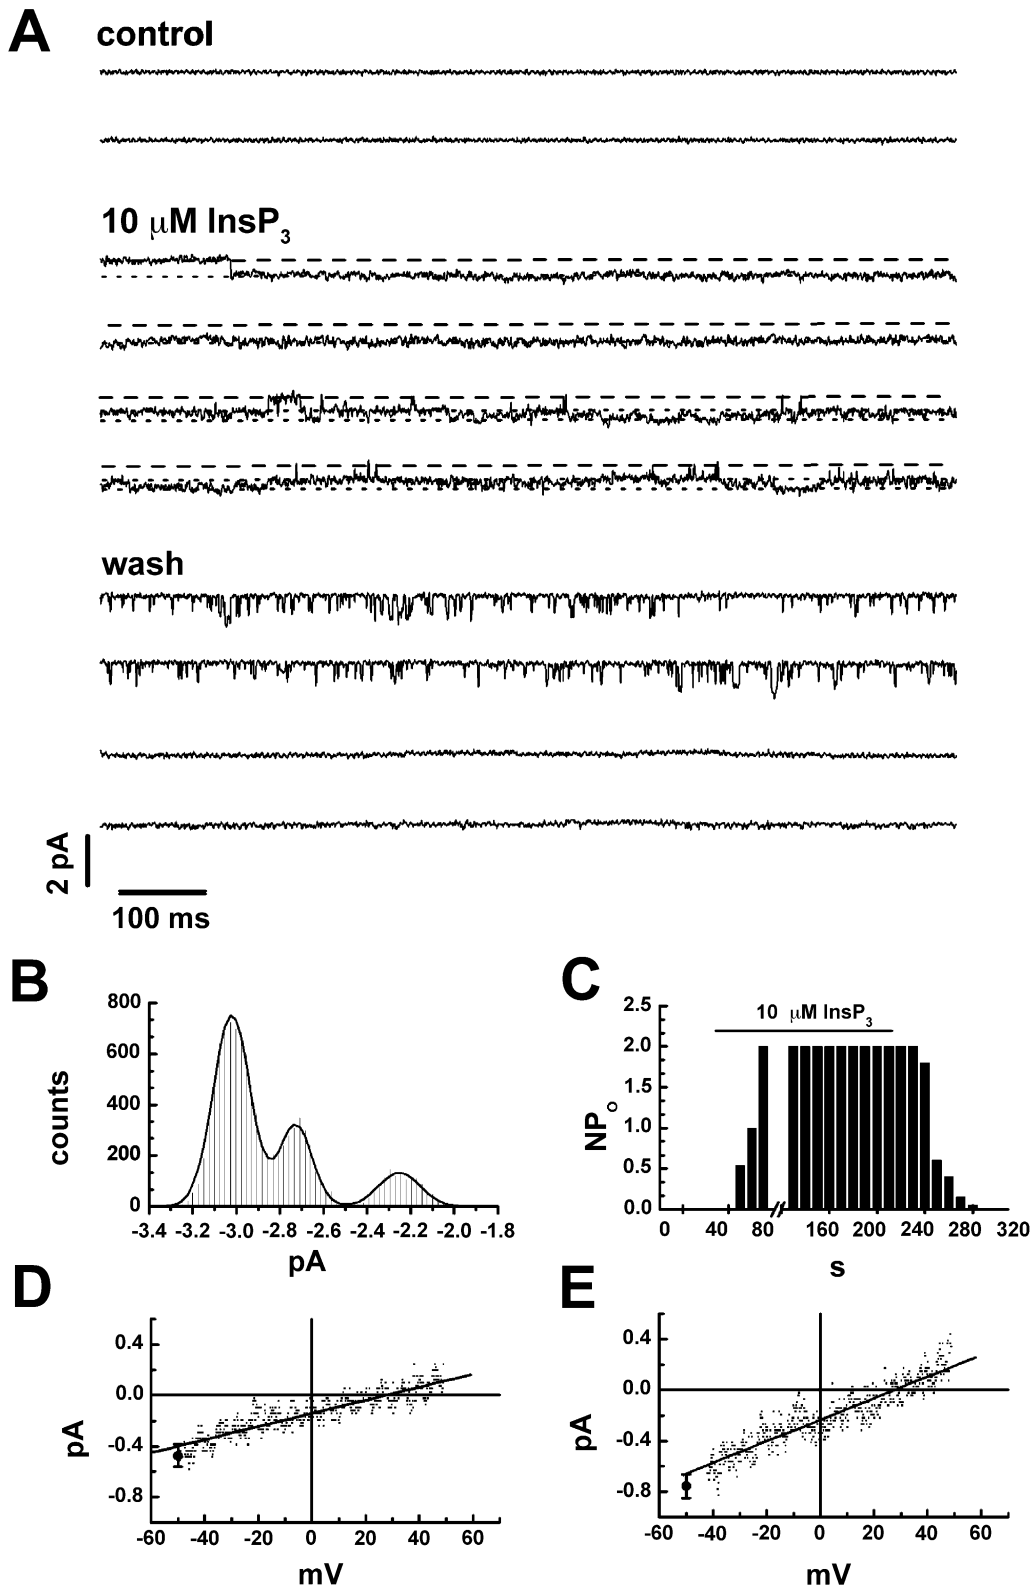 A control
10 μM InsP3
wash
2 pA
100 ms
B
800
600
400
200
0
counts
-3.4 -3.2 -3.0 -2.8 -2.6 -2.4 -2.2 -2.0 -1.8
pA
C
2.5
2.0
1.5
1.0
0.5
0.0
NPo
10 μM InsP3
0 40 80 160 200 240 280 320
s
D
0.4
0.0
-0.4
-0.8
pA
-60 -40 -20 0 20 40 60
mV
E
0.4
0.0
-0.4
-0.8
pA
-60 -40 -20 0 20 40 60
mV